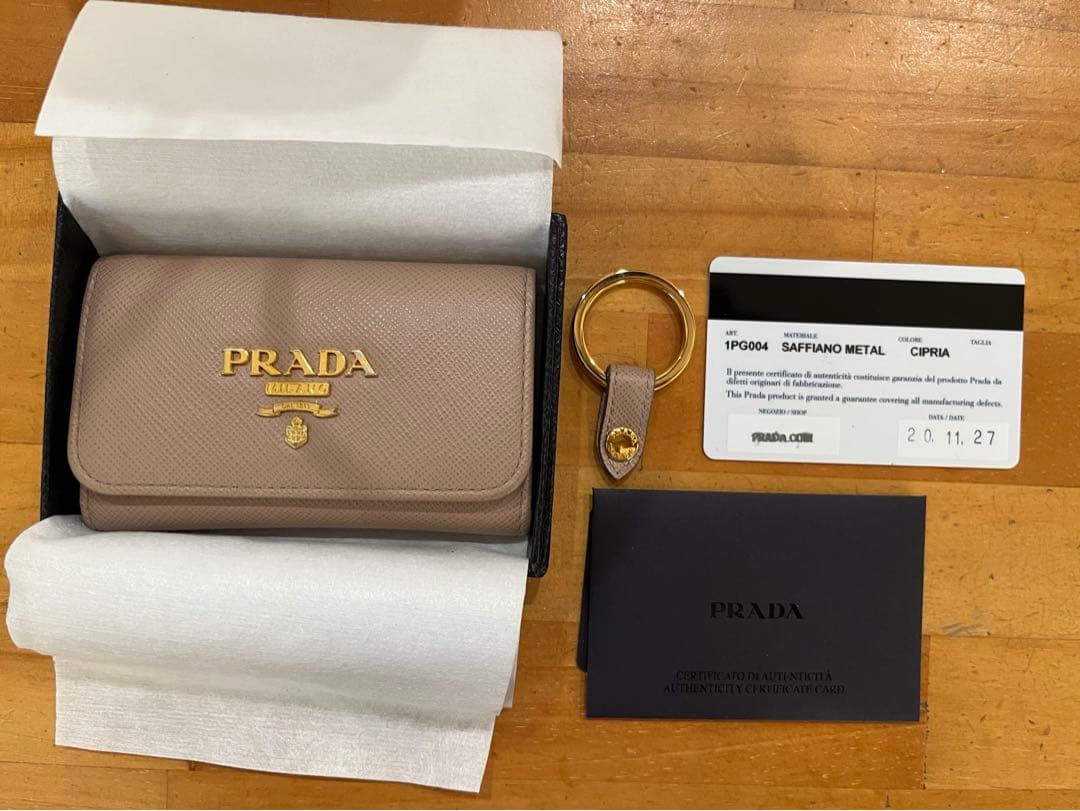 PRADA
MILANO
DAL 1913
ART.
MATERIALE
COLORE
TAGLIA
1PG004
SAFFIANO METAL
CIPRIA
Il presente certificato di autenticità costituisce garanzia del prodotto Prada da
difetti originari di fabbricazione.
This Prada product is granted a guarantee covering all manufacturing defects.
NEGOZIO / SHOP
DATA / DATE
PRADA.COM
20.11.27
PRADA
CERTIFICATO DI AUTENTICITÀ
AUTHENTICITY CERTIFICATE CARD